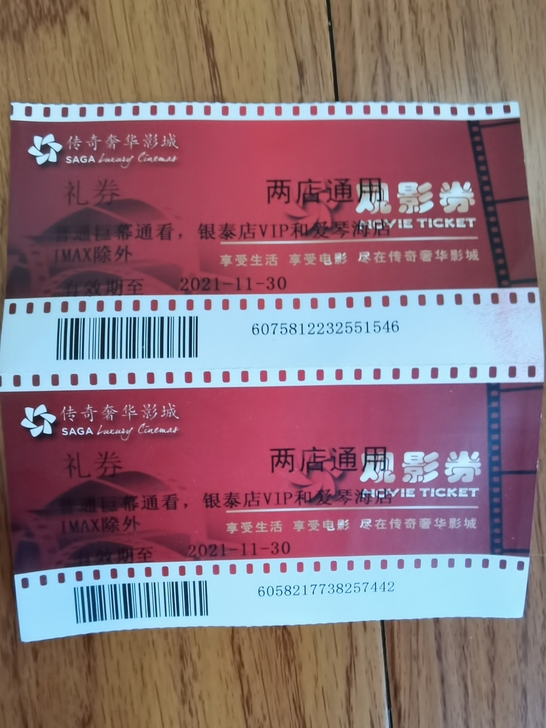 传奇奢华影城
SAGA Luxury Cinemas
礼券
两店通用
观影券
MOVIE TICKET
普通巨幕通看，银泰店VIP和爱琴海店
IMAX除外
享受生活 享受电影 尽在传奇奢华影城
有效期至 2021-11-30
6075812232551546
传奇奢华影城
SAGA Luxury Cinemas
礼券
两店通用
观影券
MOVIE TICKET
普通巨幕通看，银泰店VIP和爱琴海店
IMAX除外
享受生活 享受电影 尽在传奇奢华影城
有效期至 2021-11-30
6058217738257442